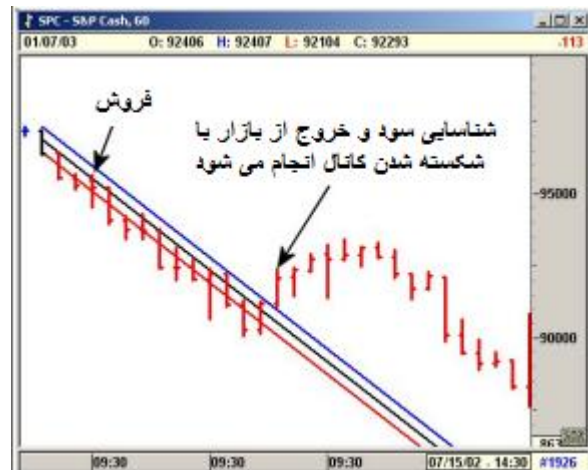 SPC - S&P Cash, 60
01/07/03 O: 92406 H: 92407 L: 92104 C: 92293 -113
فروش
شناسایی سود و خروج از بازار با
شکسته شدن کانال انجام می شود
95000
90000
863
09:30 09:30 09:30 07/15/02 - 14:30 #1926